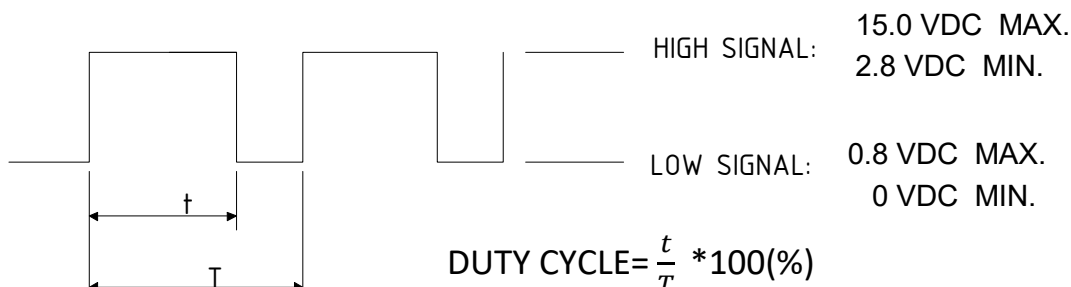 HIGH SIGNAL: 15.0 VDC MAX.
2.8 VDC MIN.
LOW SIGNAL: 0.8 VDC MAX.
0 VDC MIN.
t
T
DUTY CYCLE= t/T *100(%)